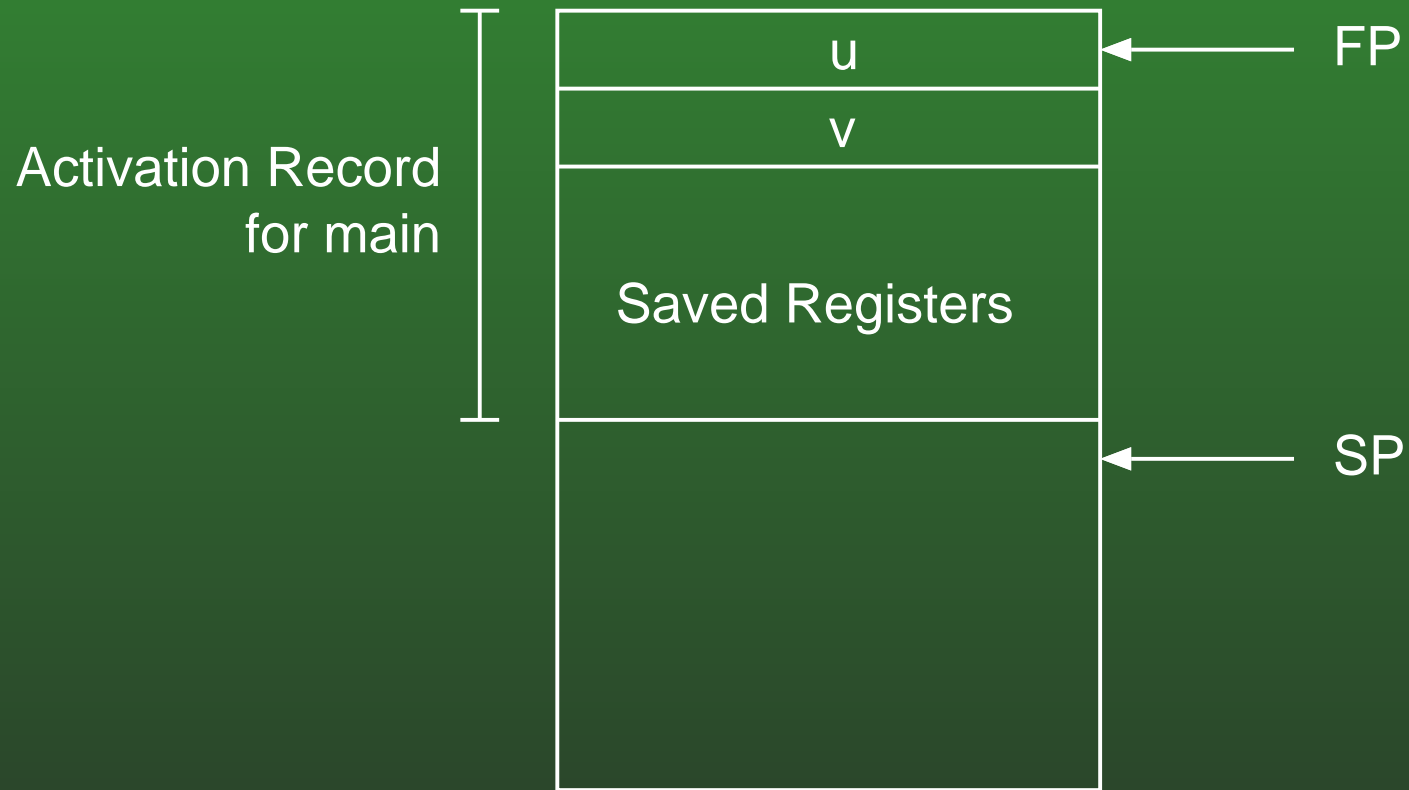 u
FP
v
Activation Record
for main
Saved Registers
SP